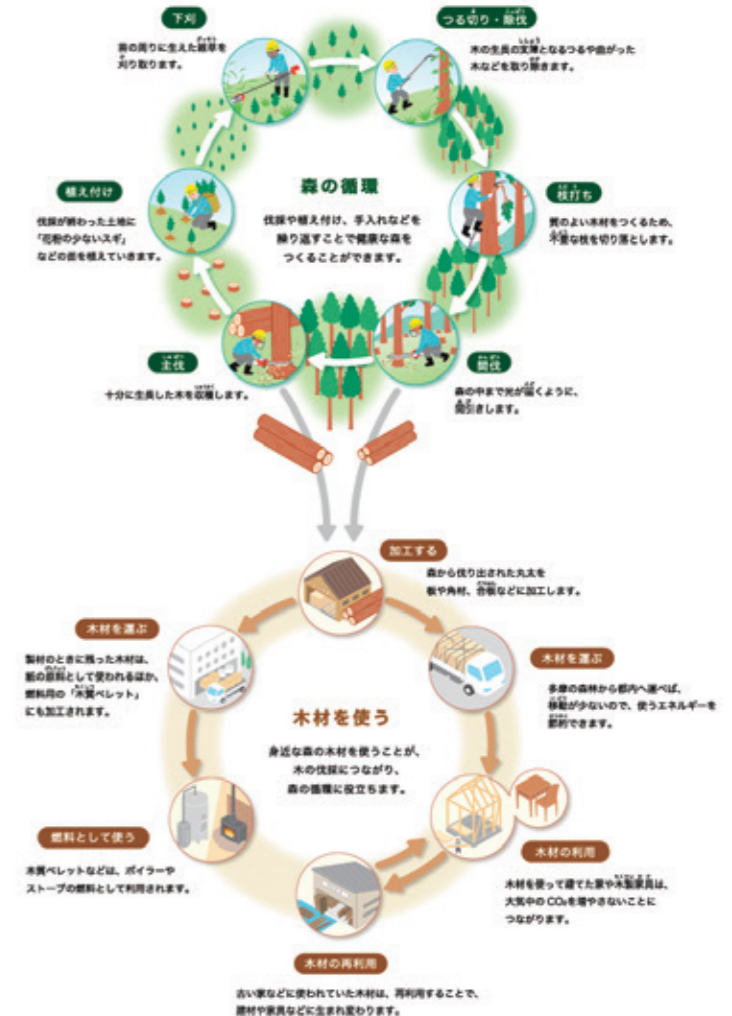 下刈
苗の周りに生えた雑草を
刈り取ります。
つる切り・除伐
木の生長の支障となるつるや曲がった
木などを取り除きます。
森の循環
伐採や植え付け、手入れなどを
繰り返すことで健康な森を
つくることができます。
植え付け
伐採が終わった土地に
「花粉の少ないスギ」
などの苗を植えていきます。
枝打ち
質のよい木材をつくるため、
不要な枝を切り落とします。
主伐
十分に生長した木を収穫します。
間伐
森の中まで光が届くように、
間引きします。
加工する
森から伐り出された丸太を
板や角材、合板などに加工します。
木材を運ぶ
製材のときに残った木材は、
紙の原料として使われるほか、
燃料用の「木質ペレット」
にも加工されます。
木材を運ぶ
多摩の森林から都内へ運べば、
移動が少ないので、使うエネルギーを
節約できます。
木材を使う
身近な森の木材を使うことが、
木の伐採につながり、
森の循環に役立ちます。
燃料として使う
木質ペレットなどは、ボイラーや
ストーブの燃料として利用されます。
木材の利用
木材を使って建てた家や木製家具は、
大気中のCO₂を増やさないことに
つながります。
木材の再利用
古い家などに使われていた木材は、再利用することで、
建材や家具などに生まれ変わります。